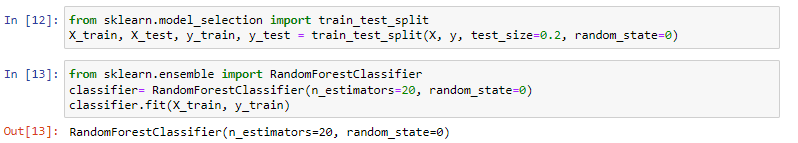 In [12]: from sklearn.model_selection import train_test_split
X_train, X_test, y_train, y_test = train_test_split(X, y, test_size=0.2, random_state=0)
In [13]: from sklearn.ensemble import RandomForestClassifier
classifier= RandomForestClassifier(n_estimators=20, random_state=0)
classifier.fit(X_train, y_train)
Out[13]: RandomForestClassifier(n_estimators=20, random_state=0)